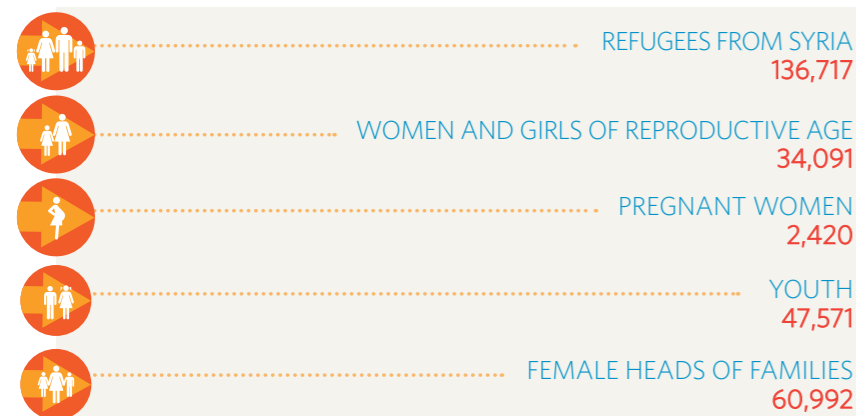 REFUGEES FROM SYRIA
136,717
WOMEN AND GIRLS OF REPRODUCTIVE AGE
34,091
PREGNANT WOMEN
2,420
YOUTH
47,571
FEMALE HEADS OF FAMILIES
60,992